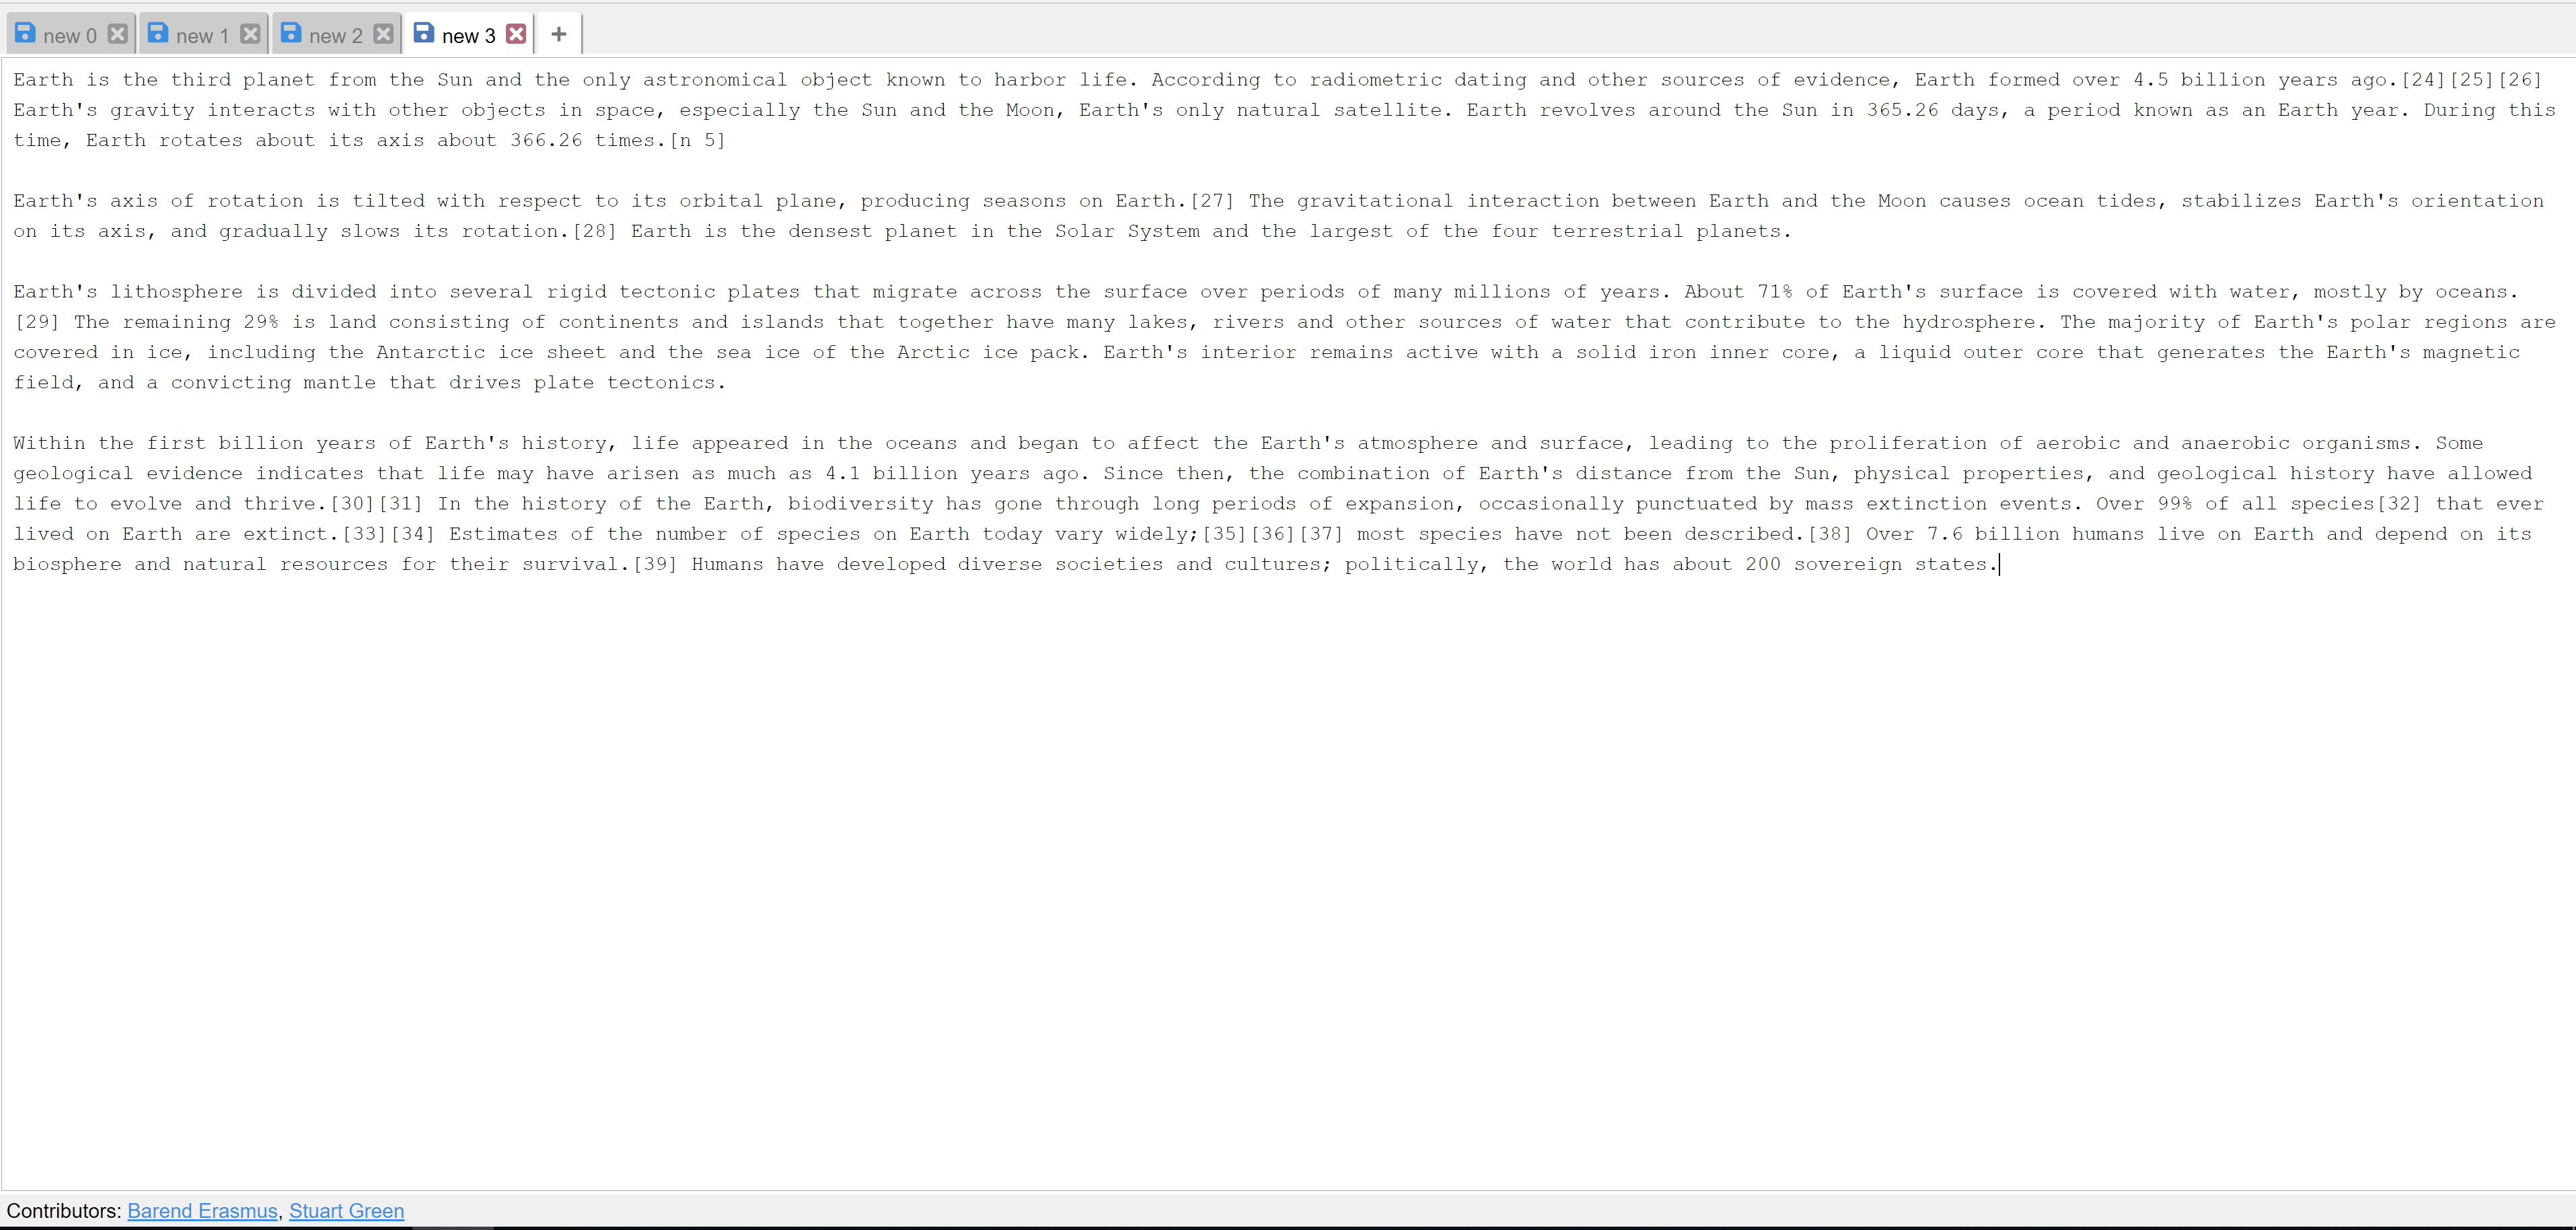 new 0 new 1 new 2 new 3 +
Earth is the third planet from the Sun and the only astronomical object known to harbor life. According to radiometric dating and other sources of evidence, Earth formed over 4.5 billion years ago.[24][25][26]
Earth's gravity interacts with other objects in space, especially the Sun and the Moon, Earth's only natural satellite. Earth revolves around the Sun in 365.26 days, a period known as an Earth year. During this
time, Earth rotates about its axis about 366.26 times.[n 5]
Earth's axis of rotation is tilted with respect to its orbital plane, producing seasons on Earth.[27] The gravitational interaction between Earth and the Moon causes ocean tides, stabilizes Earth's orientation
on its axis, and gradually slows its rotation.[28] Earth is the densest planet in the Solar System and the largest of the four terrestrial planets.
Earth's lithosphere is divided into several rigid tectonic plates that migrate across the surface over periods of many millions of years. About 71% of Earth's surface is covered with water, mostly by oceans.
[29] The remaining 29% is land consisting of continents and islands that together have many lakes, rivers and other sources of water that contribute to the hydrosphere. The majority of Earth's polar regions are
covered in ice, including the Antarctic ice sheet and the sea ice of the Arctic ice pack. Earth's interior remains active with a solid iron inner core, a liquid outer core that generates the Earth's magnetic
field, and a convicting mantle that drives plate tectonics.
Within the first billion years of Earth's history, life appeared in the oceans and began to affect the Earth's atmosphere and surface, leading to the proliferation of aerobic and anaerobic organisms. Some
geological evidence indicates that life may have arisen as much as 4.1 billion years ago. Since then, the combination of Earth's distance from the Sun, physical properties, and geological history have allowed
life to evolve and thrive.[30][31] In the history of the Earth, biodiversity has gone through long periods of expansion, occasionally punctuated by mass extinction events. Over 99% of all species[32] that ever
lived on Earth are extinct.[33][34] Estimates of the number of species on Earth today vary widely;[35][36][37] most species have not been described.[38] Over 7.6 billion humans live on Earth and depend on its
biosphere and natural resources for their survival.[39] Humans have developed diverse societies and cultures; politically, the world has about 200 sovereign states.
Contributors: Barend Erasmus, Stuart Green